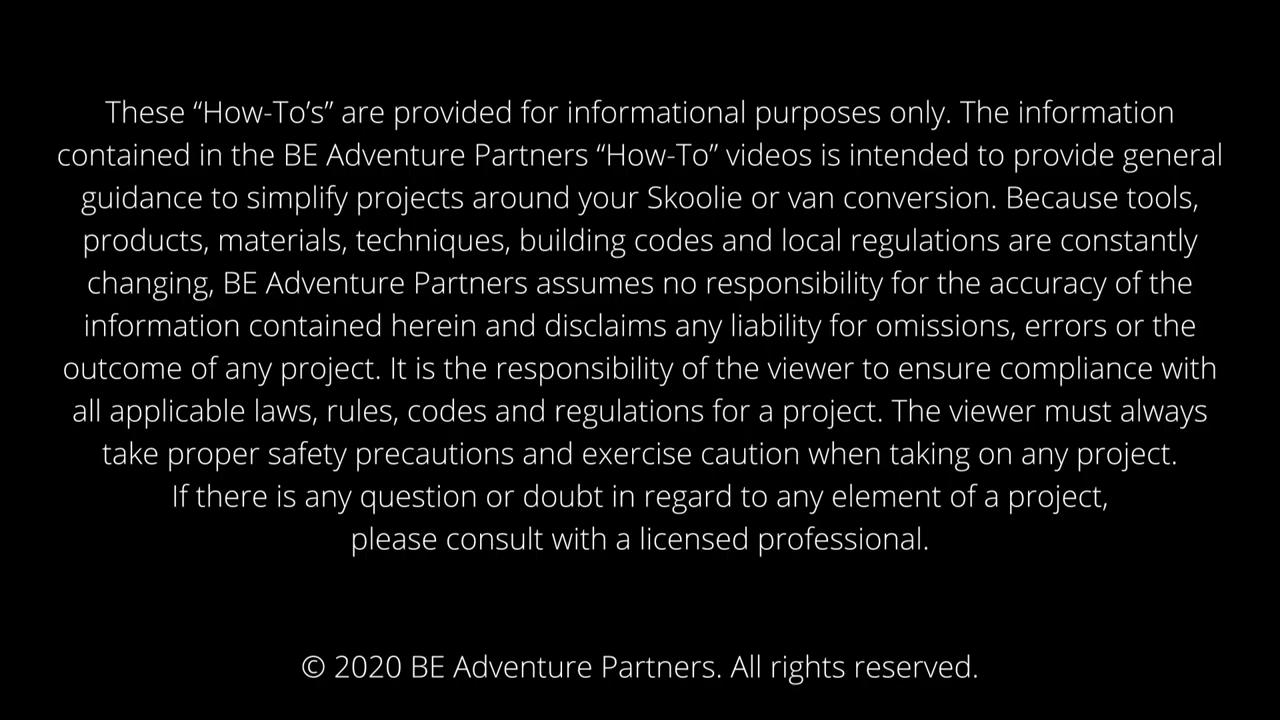 These “How-To’s” are provided for informational purposes only. The information
contained in the BE Adventure Partners “How-To” videos is intended to provide general
guidance to simplify projects around your Skoolie or van conversion. Because tools,
products, materials, techniques, building codes and local regulations are constantly
changing, BE Adventure Partners assumes no responsibility for the accuracy of the
information contained herein and disclaims any liability for omissions, errors or the
outcome of any project. It is the responsibility of the viewer to ensure compliance with
all applicable laws, rules, codes and regulations for a project. The viewer must always
take proper safety precautions and exercise caution when taking on any project.
If there is any question or doubt in regard to any element of a project,
please consult with a licensed professional.
© 2020 BE Adventure Partners. All rights reserved.